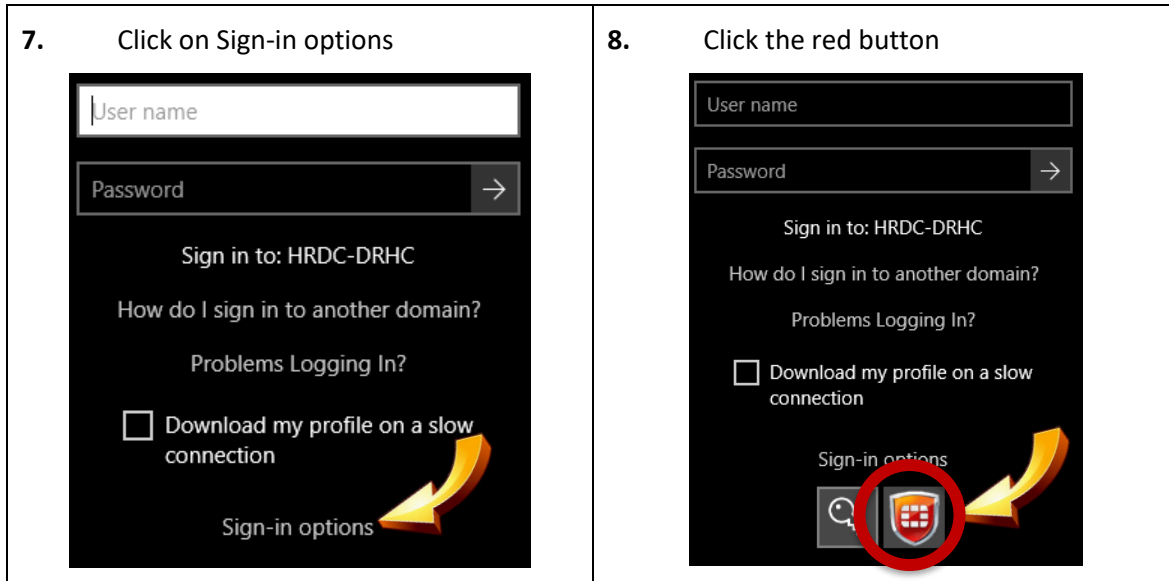 7. Click on Sign-in options
User name
Password
Sign in to: HRDC-DRHC
How do I sign in to another domain?
Problems Logging In?
Download my profile on a slow
connection
Sign-in options
8. Click the red button
User name
Password
Sign in to: HRDC-DRHC
How do I sign in to another domain?
Problems Logging In?
Download my profile on a slow
connection
Sign-in options